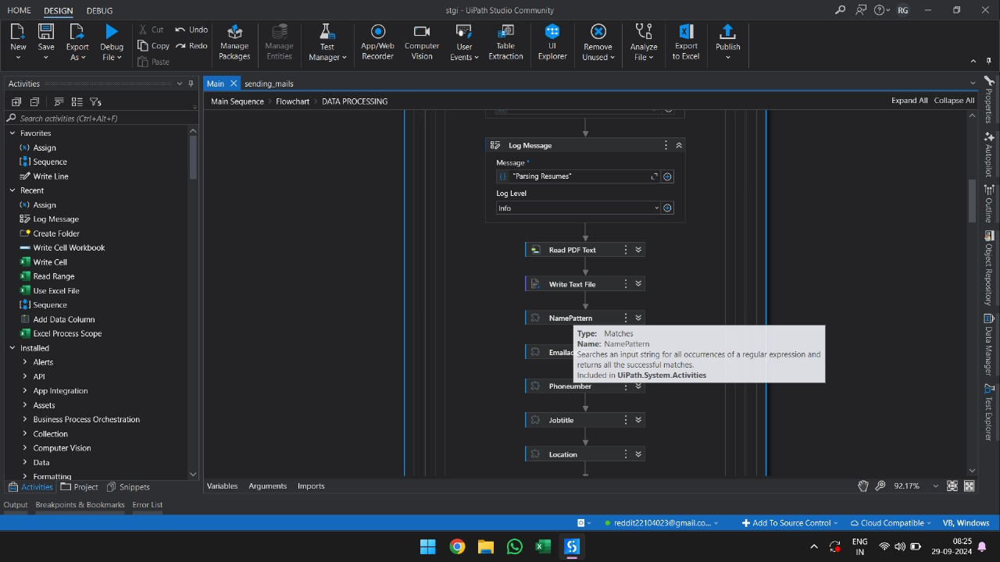 HOME DESIGN DEBUG
stgi - UiPath Studio Community
RG
New
Save
Export As
Debug File
Cut
Copy
Paste
Undo
Redo
Manage Packages
Manage Entities
Test Manager
App/Web Recorder
Computer Vision
User Events
Table Extraction
UI Explorer
Remove Unused
Analyze File
Export to Excel
Publish
Activities
Search activities (Ctrl+Alt+F)
Favorites
Assign
Sequence
Write Line
Recent
Assign
Log Message
Create Folder
Write Cell Workbook
Write Cell
Read Range
Use Excel File
Sequence
Add Data Column
Excel Process Scope
Installed
Alerts
API
App Integration
Assets
Business Process Orchestration
Collection
Computer Vision
Data
Formatting
Activities Project Snippets
Main sending_mails
Main Sequence Flowchart DATA PROCESSING
Expand All Collapse All
Log Message
Message *
"Parsing Resumes"
Log Level
Info
Read PDF Text
Write Text File
NamePattern
Type: Matches
Name: NamePattern
Searches an input string for all occurrences of a regular expression and
returns all the successful matches.
Included in UiPath.System.Activities
Phoneumber
Jobtitle
Location
Variables Arguments Imports
92.17%
Properties
Autopilot
Outline
Object Repository
Data Manager
Test Explorer
Output Breakpoints & Bookmarks Error List
reddit22104023@gmail.co...
Add To Source Control
Cloud Compatible
VB, Windows
ENG
IN
08:25
29-09-2024